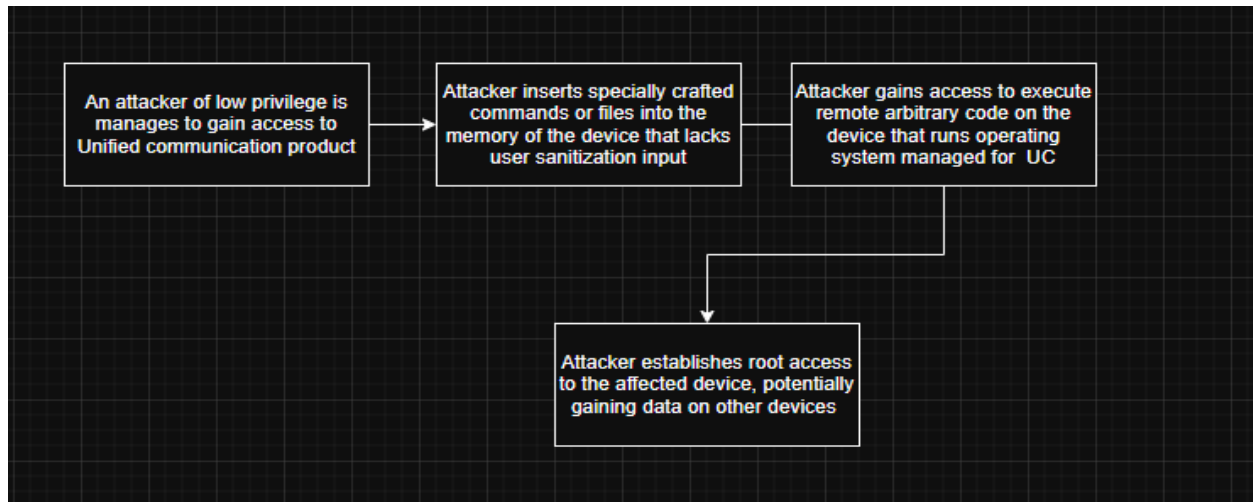 An attacker of low privilege is
manages to gain access to
Unified communication product
Attacker inserts specially crafted
commands or files into the
memory of the device that lacks
user sanitization input
Attacker gains access to execute
remote arbitrary code on the
device that runs operating
system managed for UC
Attacker establishes root access
to the affected device, potentially
gaining data on other devices